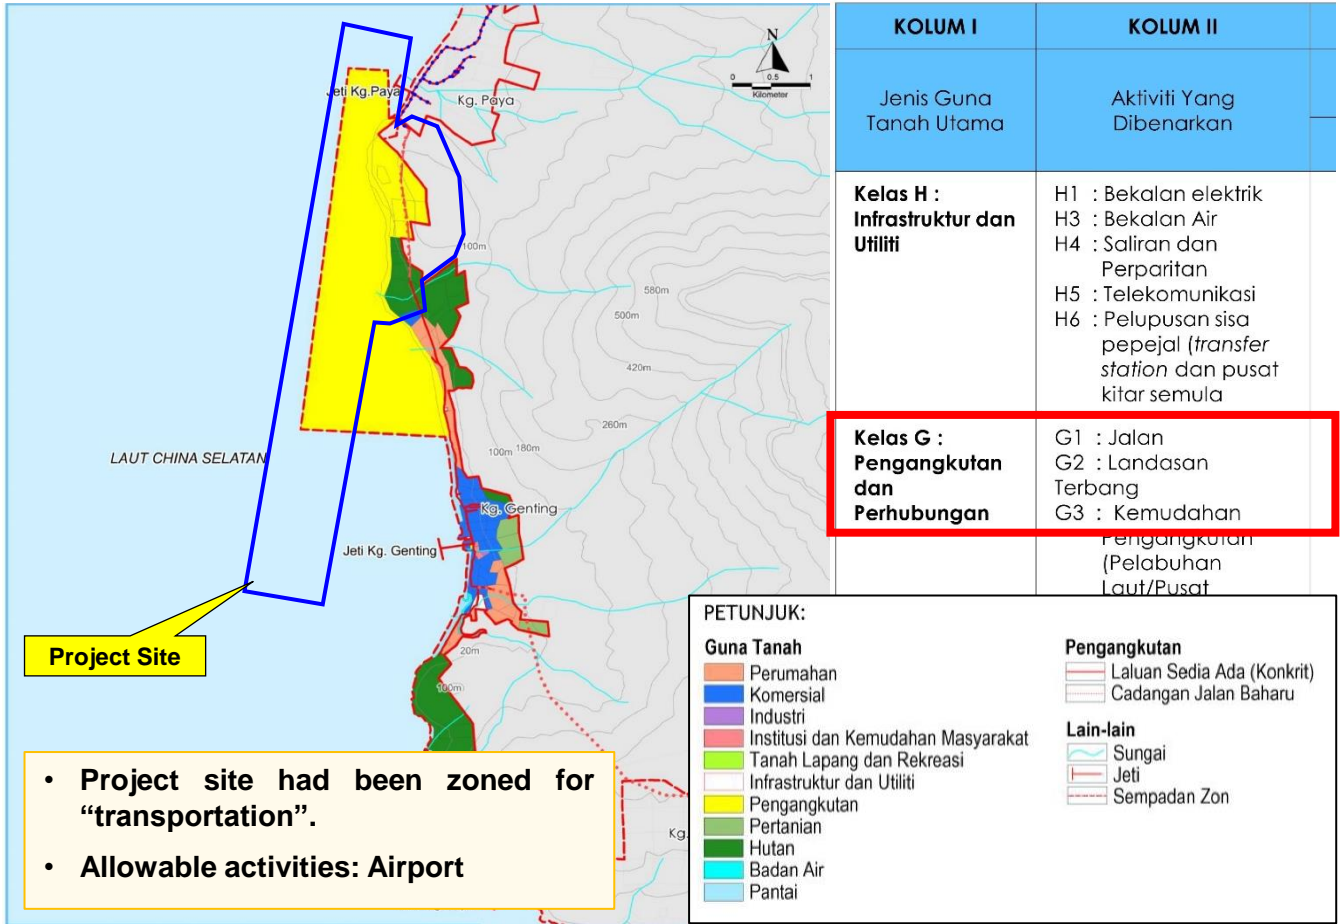 N
0 0.5 1
Kilometer
Jeti Kg.Paya
Kg. Paya
100m
580m
500m
420m
260m
100m 180m
LAUT CHINA SELATAN
Kg. Genting
Jeti Kg. Genting
20m
100m
Kg.
Project Site
• Project site had been zoned for
“transportation”.
• Allowable activities: Airport
KOLUM I
KOLUM II
Jenis Guna
Tanah Utama
Aktiviti Yang
Dibenarkan
Kelas H :
Infrastruktur dan
Utiliti
H1 : Bekalan elektrik
H3 : Bekalan Air
H4 : Saliran dan
Perparitan
H5 : Telekomunikasi
H6 : Pelupusan sisa
pepejal (transfer
station dan pusat
kitar semula
Kelas G :
Pengangkutan
dan
Perhubungan
G1 : Jalan
G2 : Landasan
Terbang
G3 : Kemudahan
Pengangkutan
(Pelabuhan
Laut/Pusat
PETUNJUK:
Guna Tanah
Perumahan
Komersial
Industri
Institusi dan Kemudahan Masyarakat
Tanah Lapang dan Rekreasi
Infrastruktur dan Utiliti
Pengangkutan
Pertanian
Hutan
Badan Air
Pantai
Pengangkutan
Laluan Sedia Ada (Konkrit)
Cadangan Jalan Baharu
Lain-lain
Sungai
Jeti
Sempadan Zon